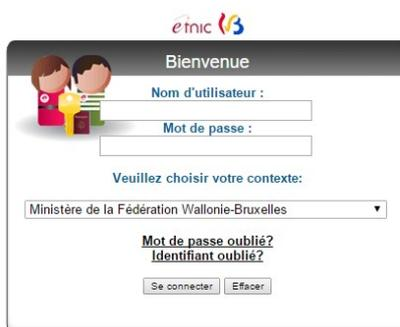 etnic
Bienvenue
Nom d'utilisateur :
Mot de passe :
Veuillez choisir votre contexte:
Ministère de la Fédération Wallonie-Bruxelles
Mot de passe oublié?
Identifiant oublié?
Se connecter Effacer